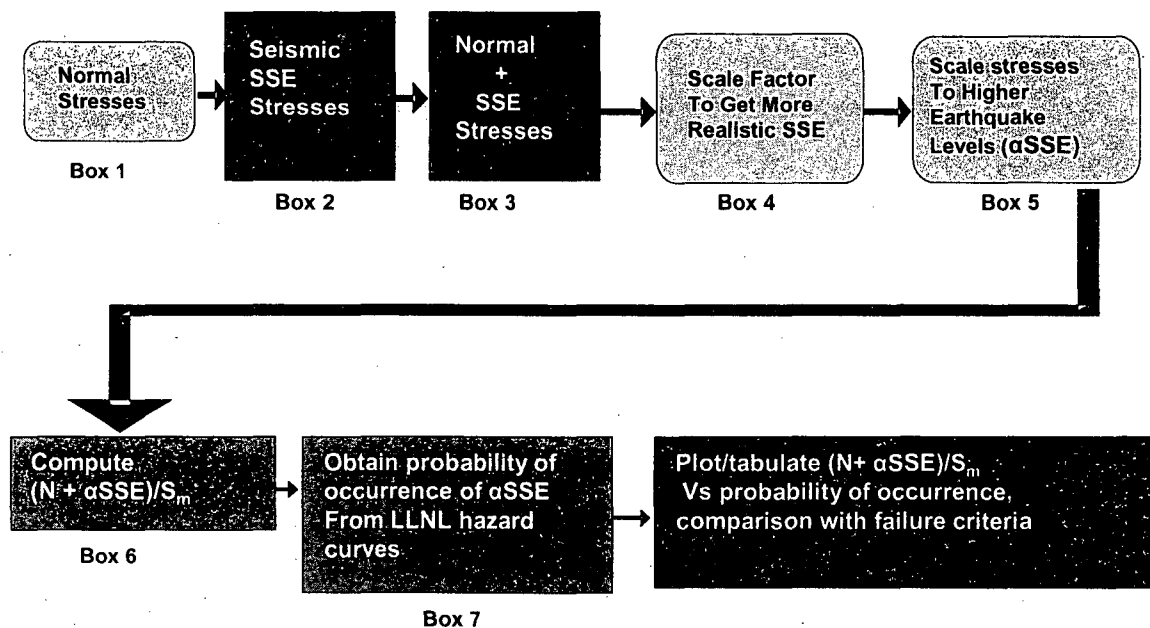 Normal
Stresses
Box 1
Seismic
SSE
Stresses
Box 2
Normal
+
SSE
Stresses
Box 3
Scale Factor
To Get More
Realistic SSE
Box 4
Scale stresses
To Higher
Earthquake
Levels (αSSE)
Box 5
Compute
(N + αSSE)/Sₘ
Box 6
Obtain probability of
occurrence of αSSE
From LLNL hazard
curves
Box 7
Plot/tabulate (N+ αSSE)/Sₘ
Vs probability of occurrence,
comparison with failure criteria